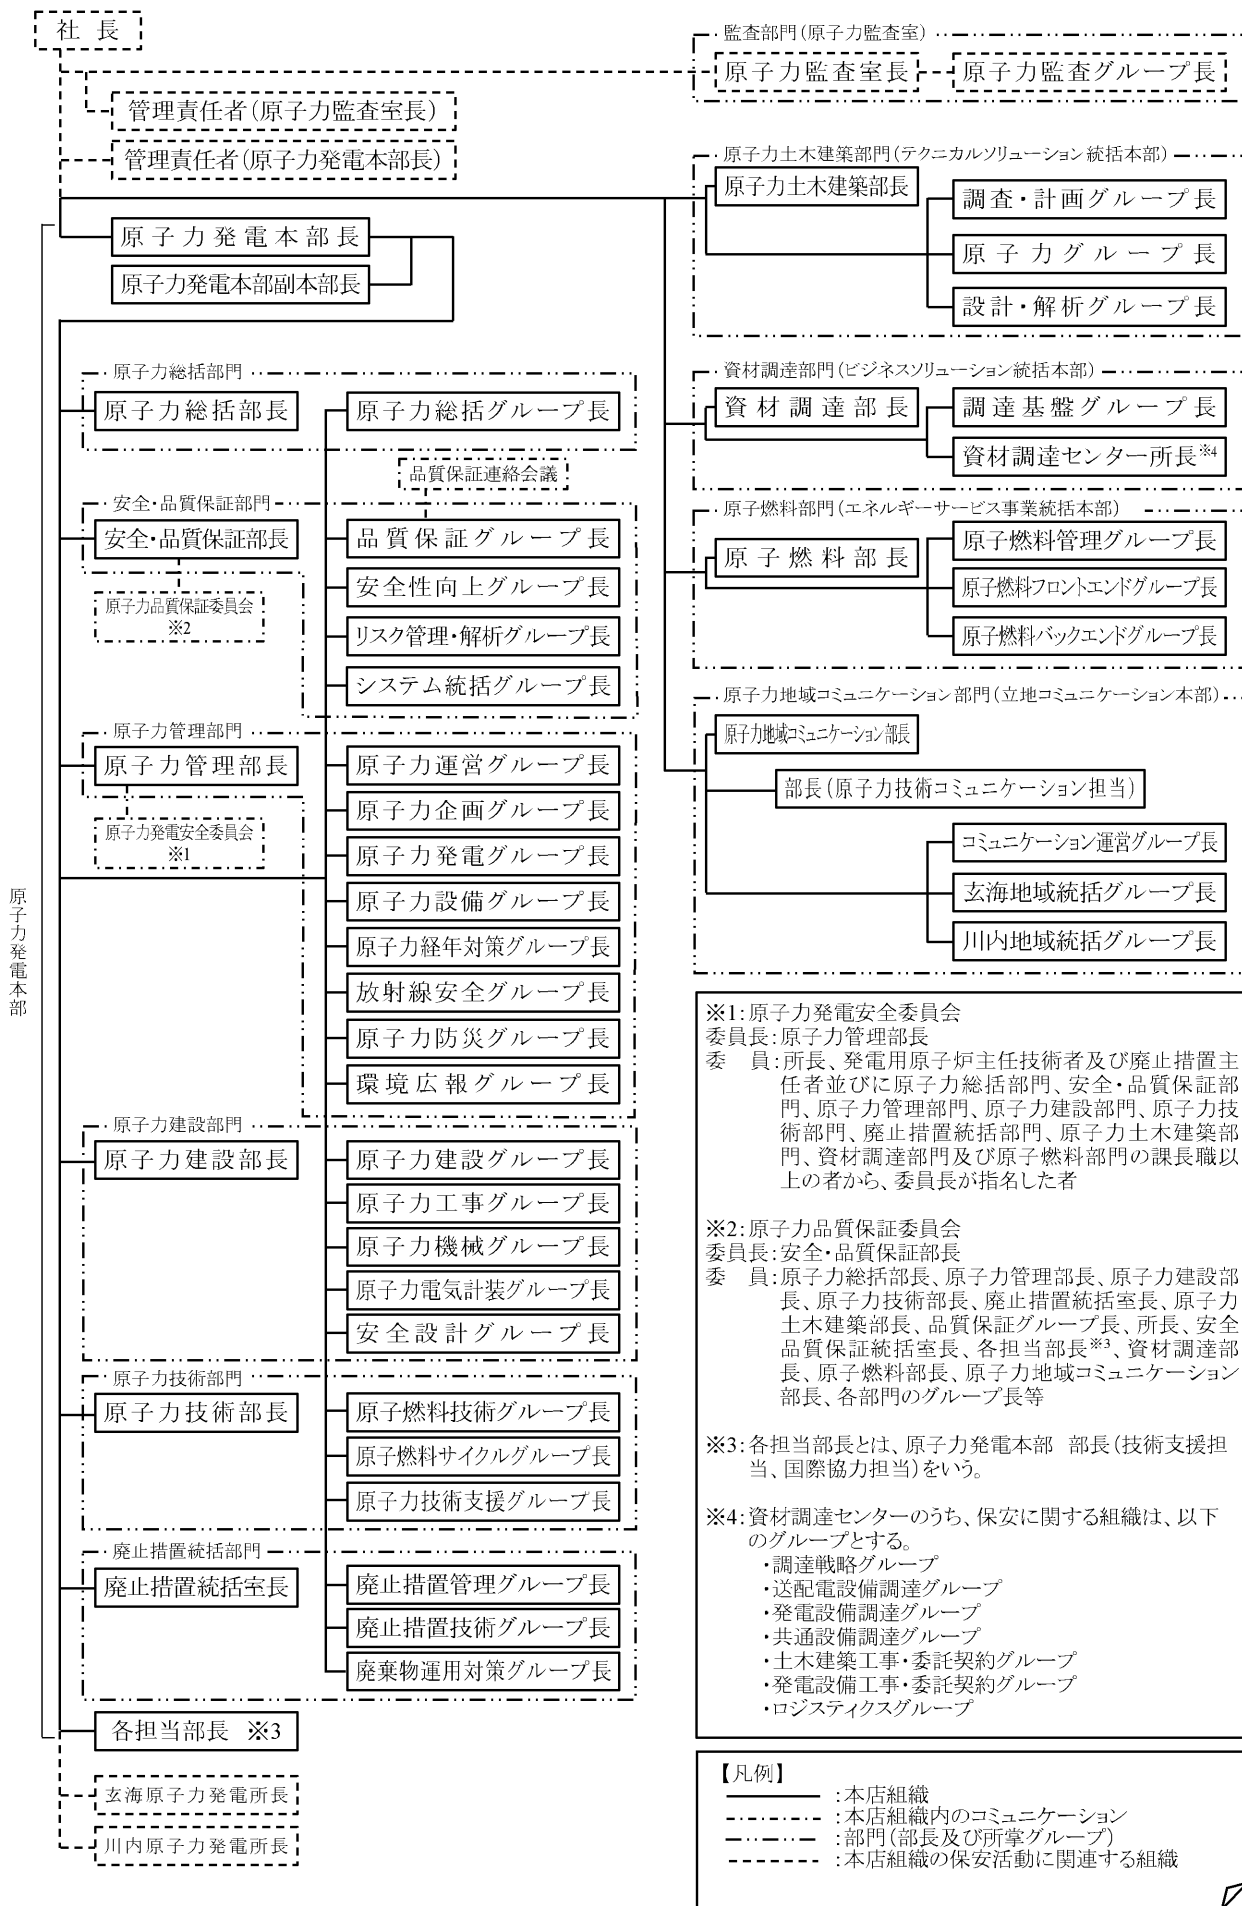 社長
監査部門(原子力監査室)
原子力監査室長
原子力監査グループ長
管理責任者(原子力監査室長)
管理責任者(原子力発電本部長)
原子力発電本部
原子力発電本部長
原子力発電本部副本部長
原子力総括部門
原子力総括部長
原子力総括グループ長
品質保証連絡会議
安全・品質保証部門
安全・品質保証部長
原子力品質保証委員会
※2
品質保証グループ長
安全性向上グループ長
リスク管理・解析グループ長
システム統括グループ長
原子力管理部門
原子力管理部長
原子力発電安全委員会
※1
原子力運営グループ長
原子力企画グループ長
原子力発電グループ長
原子力設備グループ長
原子力経年対策グループ長
放射線安全グループ長
原子力防災グループ長
環境広報グループ長
原子力建設部門
原子力建設部長
原子力建設グループ長
原子力工事グループ長
原子力機械グループ長
原子力電気計装グループ長
安全設計グループ長
原子力技術部門
原子力技術部長
原子燃料技術グループ長
原子燃料サイクルグループ長
原子力技術支援グループ長
廃止措置統括部門
廃止措置統括室長
廃止措置管理グループ長
廃止措置技術グループ長
廃棄物運用対策グループ長
各担当部長 ※3
玄海原子力発電所長
川内原子力発電所長
原子力土木建築部門(テクニカルソリューション統括本部)
原子力土木建築部長
調査・計画グループ長
原子力グループ長
設計・解析グループ長
資材調達部門(ビジネスソリューション統括本部)
資材調達部長
調達基盤グループ長
資材調達センター所長※4
原子燃料部門(エネルギーサービス事業統括本部)
原子燃料部長
原子燃料管理グループ長
原子燃料フロントエンドグループ長
原子燃料バックエンドグループ長
原子力地域コミュニケーション部門(立地コミュニケーション本部)
原子力地域コミュニケーション部長
部長(原子力技術コミュニケーション担当)
コミュニケーション運営グループ長
玄海地域統括グループ長
川内地域統括グループ長
※1:原子力発電安全委員会
委員長:原子力管理部長
委 員:所長、発電用原子炉主任技術者及び廃止措置主
任者並びに原子力総括部門、安全・品質保証部
門、原子力管理部門、原子力建設部門、原子力技
術部門、廃止措置統括部門、原子力土木建築部
門、資材調達部門及び原子燃料部門の課長職以
上の者から、委員長が指名した者
※2:原子力品質保証委員会
委員長:安全・品質保証部長
委 員:原子力総括部長、原子力管理部長、原子力建設部
長、原子力技術部長、廃止措置統括室長、原子力
土木建築部長、品質保証グループ長、所長、安全
品質保証統括室長、各担当部長※3、資材調達部
長、原子燃料部長、原子力地域コミュニケーション
部長、各部門のグループ長等
※3:各担当部長とは、原子力発電本部 部長(技術支援担
当、国際協力担当)をいう。
※4:資材調達センターのうち、保安に関する組織は、以下
のグループとする。
・調達戦略グループ
・送配電設備調達グループ
・発電設備調達グループ
・共通設備調達グループ
・土木建築工事・委託契約グループ
・発電設備工事・委託契約グループ
・ロジスティクスグループ
【凡例】
:本店組織
:本店組織内のコミュニケーション
:部門(部長及び所掌グループ)
:本店組織の保安活動に関連する組織